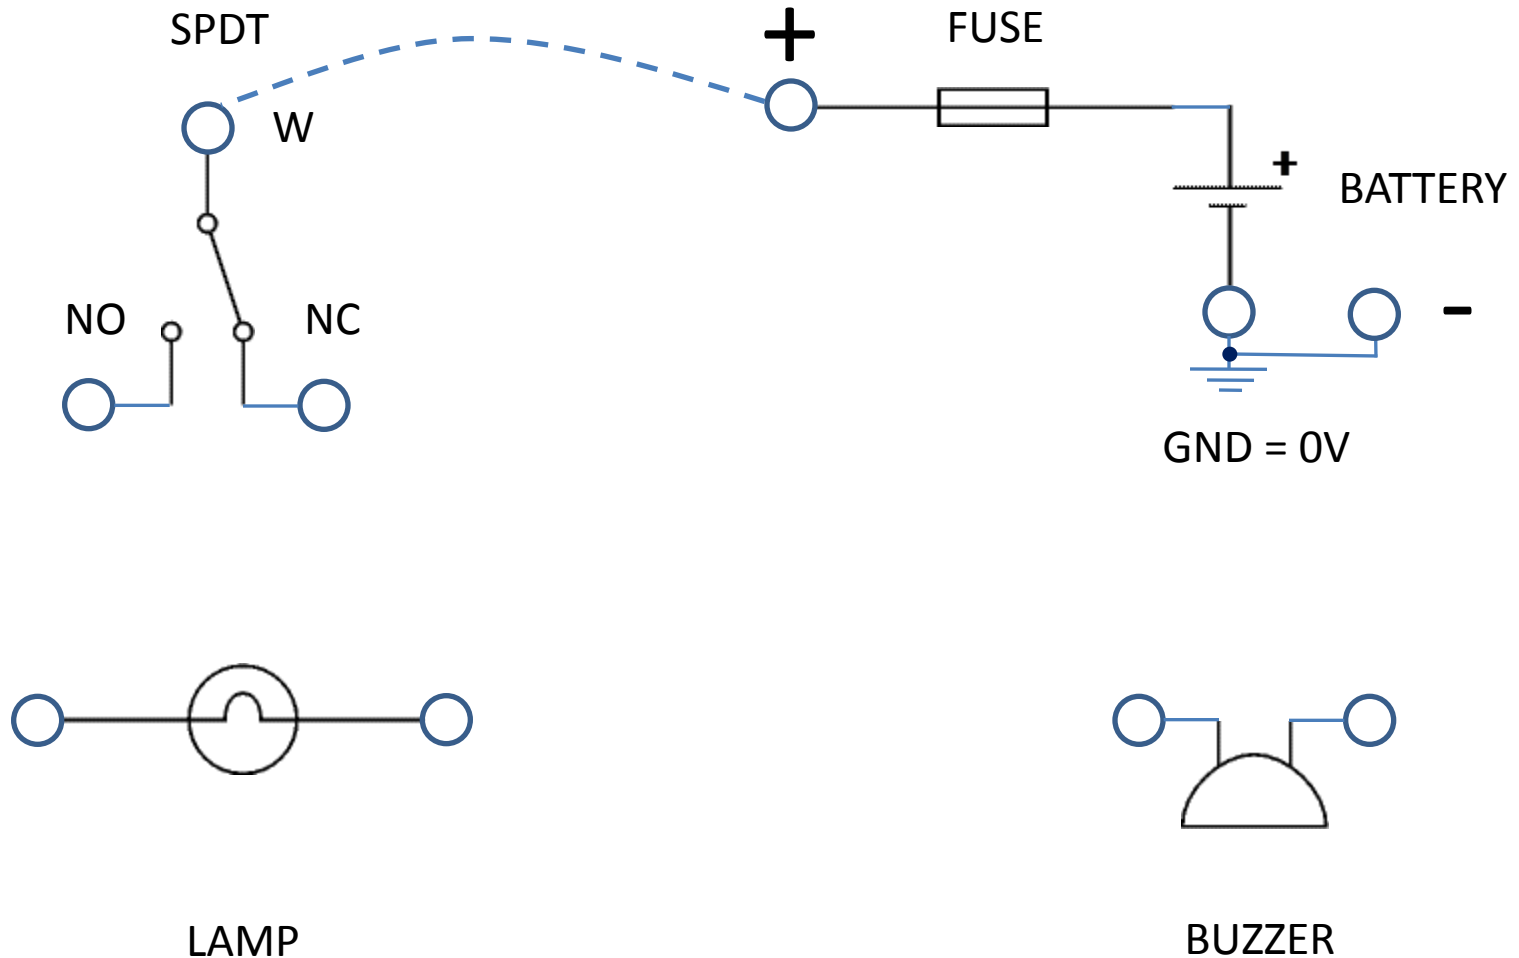 SPDT
+
FUSE
W
+
BATTERY
NO
NC
-
GND = 0V
LAMP
BUZZER